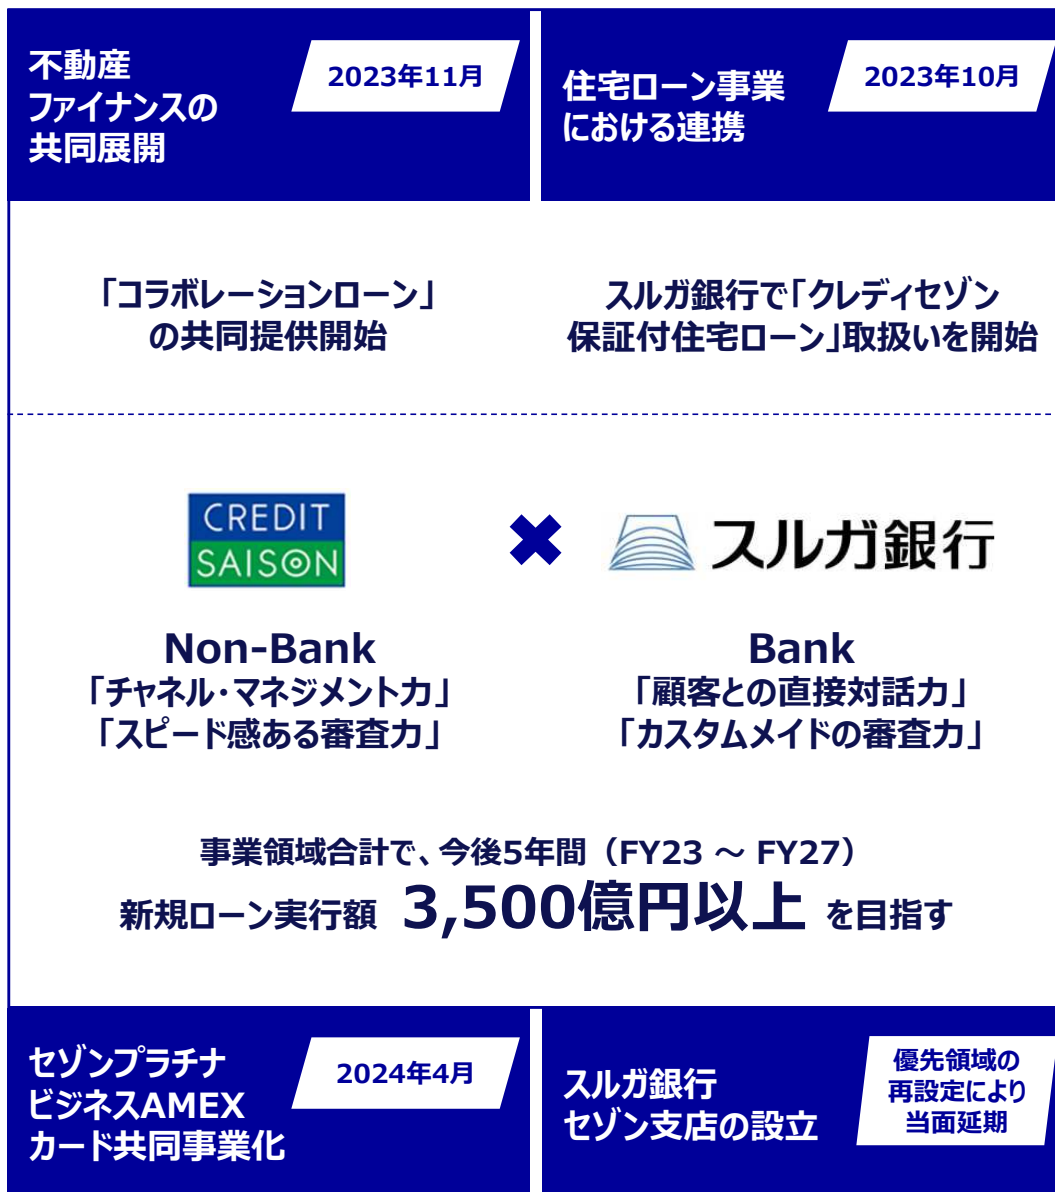 不動産
ファイナンスの
共同展開
2023年11月
住宅ローン事業
における連携
2023年10月
「コラボレーションローン」
の共同提供開始
スルガ銀行で「クレディセゾン
保証付住宅ローン」取扱いを開始
CREDIT
SAISON
✖
スルガ銀行
Non-Bank
「チャネル・マネジメント力」
「スピード感ある審査力」
Bank
「顧客との直接対話力」
「カスタムメイドの審査力」
事業領域合計で、今後5年間（FY23 ～ FY27）
新規ローン実行額 3,500億円以上 を目指す
セゾンプラチナ
ビジネスAMEX
カード共同事業化
2024年4月
スルガ銀行
セゾン支店の設立
優先領域の
再設定により
当面延期